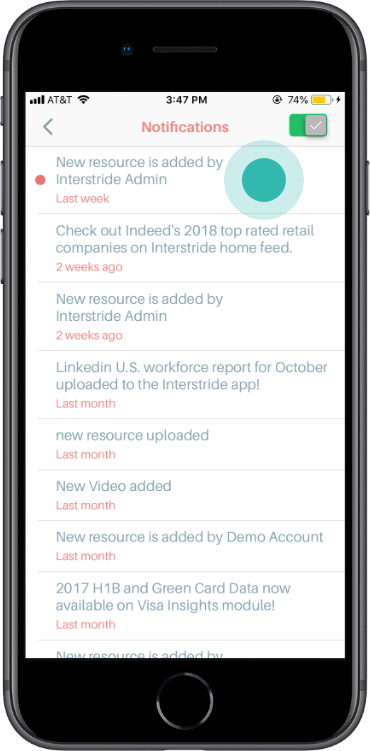 AT&T
3:47 PM
74%
Notifications
New resource is added by
Interstride Admin
Last week
Check out Indeed's 2018 top rated retail
companies on Interstride home feed.
2 weeks ago
New resource is added by
Interstride Admin
2 weeks ago
Linkedin U.S. workforce report for October
uploaded to the Interstride app!
Last month
new resource uploaded
Last month
New Video added
Last month
New resource is added by Demo Account
Last month
2017 H1B and Green Card Data now
available on Visa Insights module!
Last month
New resource is added by